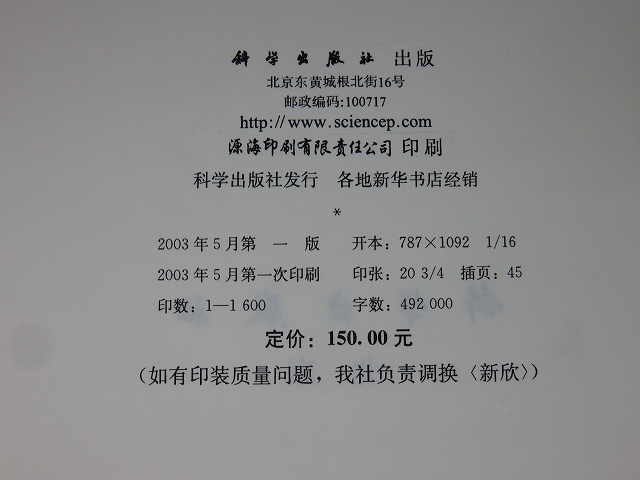 科学出版社 出版
北京东黄城根北街16号
邮政编码:100717
http://www.sciencep.com
源海印刷有限责任公司 印刷
科学出版社发行 各地新华书店经销
*
2003年5月第一版 开本:787×1092 1/16
2003年5月第一次印刷 印张:20 3/4 插页:45
印数:1—1 600 字数:492 000
定价:150.00元
(如有印装质量问题,我社负责调换〈新欣〉)